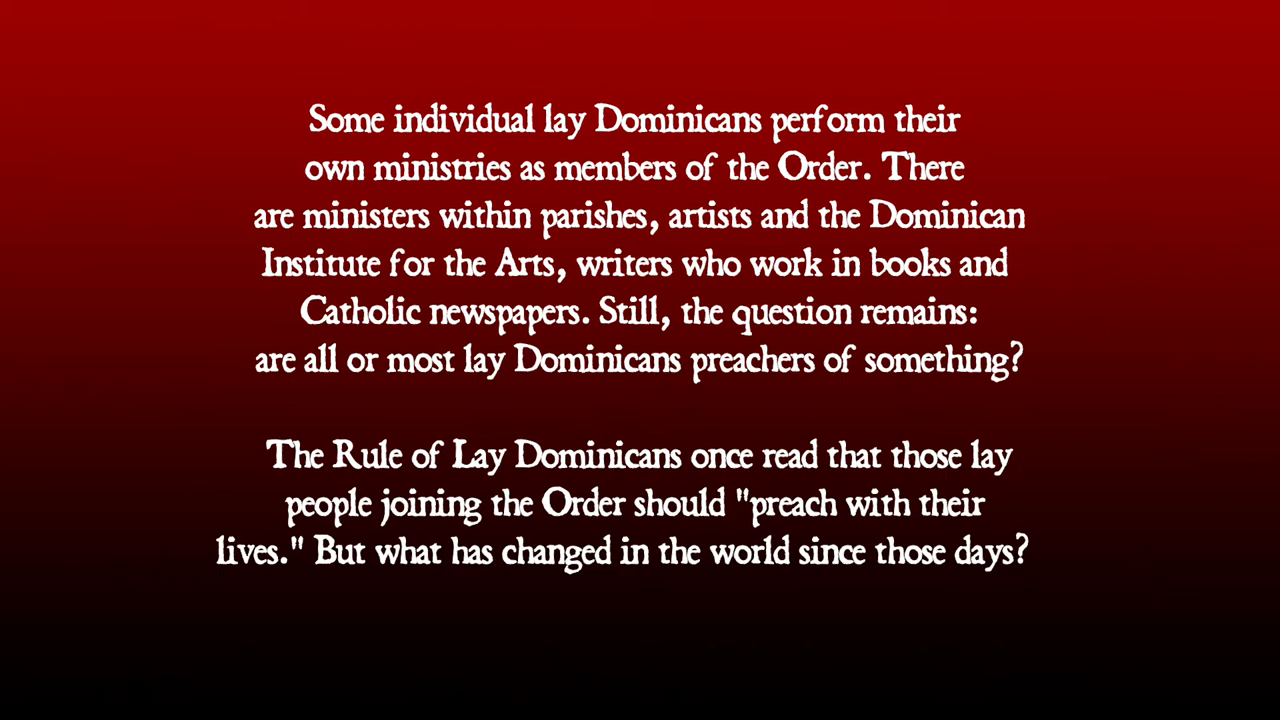 Some individual lay Dominicans perform their
own ministries as members of the Order. There
are ministers within parishes, artists and the Dominican
Institute for the Arts, writers who work in books and
Catholic newspapers. Still, the question remains:
are all or most lay Dominicans preachers of something?
The Rule of Lay Dominicans once read that those lay
people joining the Order should "preach with their
lives." But what has changed in the world since those days?